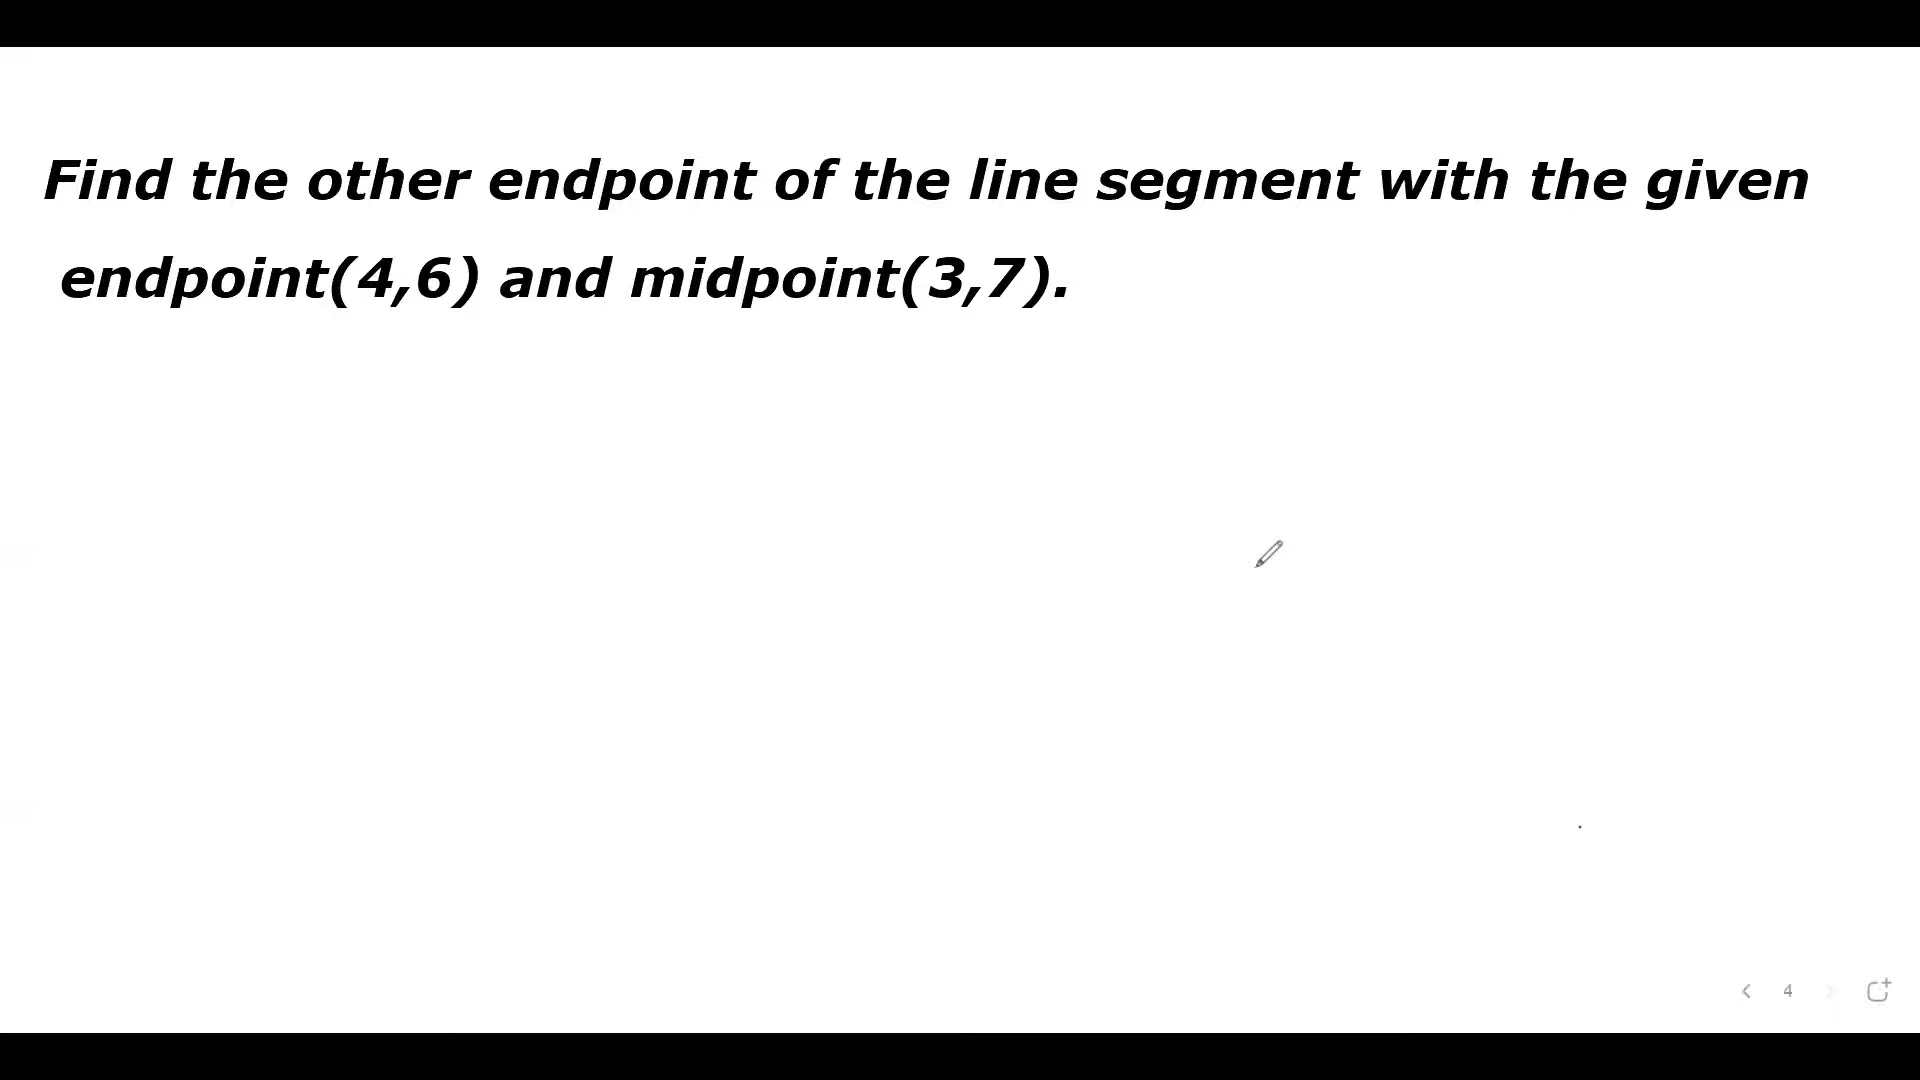 Find the other endpoint of the line segment with the given
endpoint(4,6) and midpoint(3,7).
4